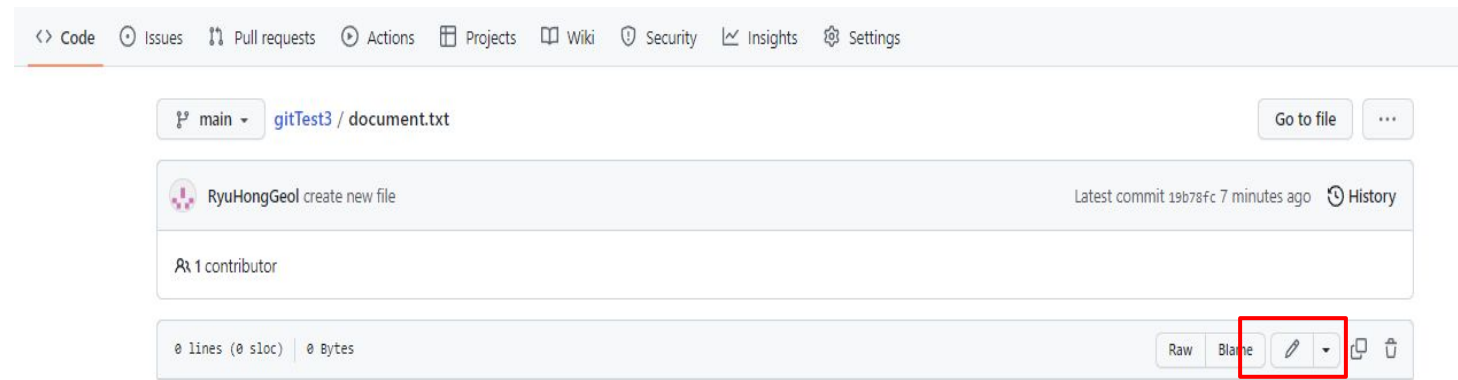 <> Code Issues Pull requests Actions Projects Wiki Security Insights Settings
main gitTest3 / document.txt Go to file ...
RyuHongGeol create new file Latest commit 19b78fc 7 minutes ago History
1 contributor
0 lines (0 sloc) 0 Bytes Raw Blame